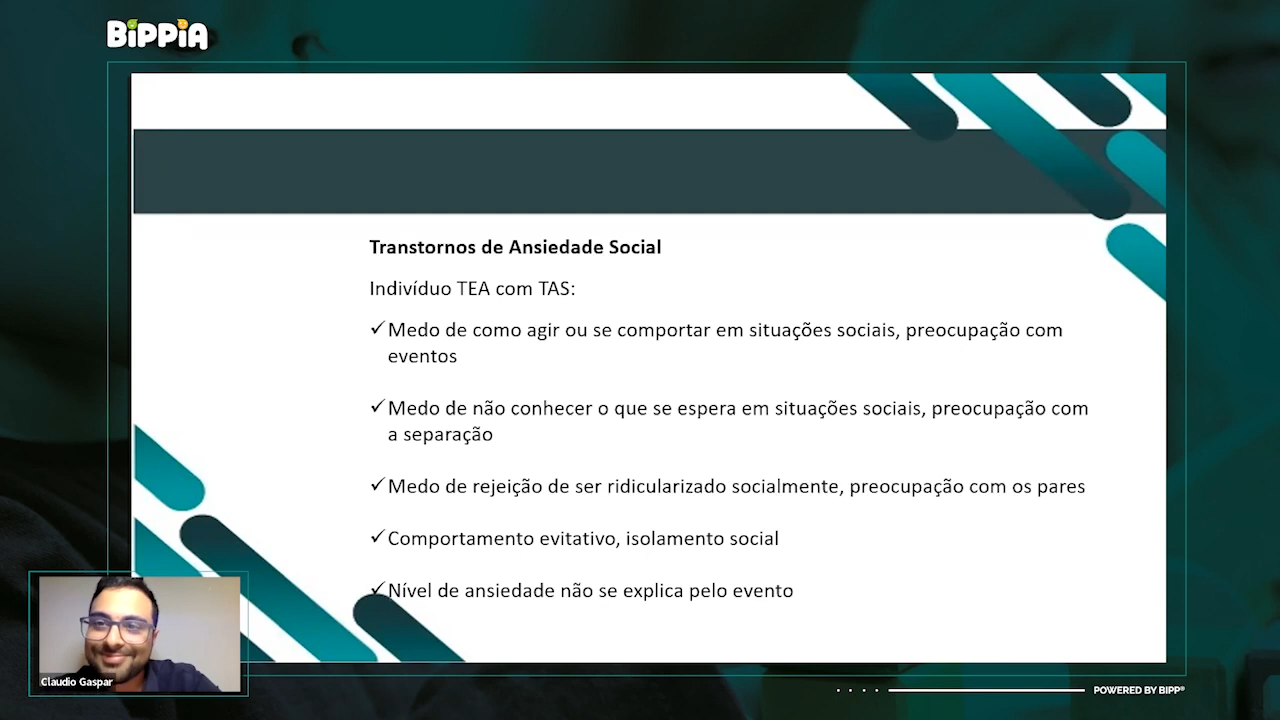 BiPPiA
Transtornos de Ansiedade Social
Indivíduo TEA com TAS:
✓Medo de como agir ou se comportar em situações sociais, preocupação com
eventos
✓Medo de não conhecer o que se espera em situações sociais, preocupação com
a separação
✓Medo de rejeição de ser ridicularizado socialmente, preocupação com os pares
✓Comportamento evitativo, isolamento social
✓Nível de ansiedade não se explica pelo evento
Claudio Gaspar
POWERED BY BIPP®